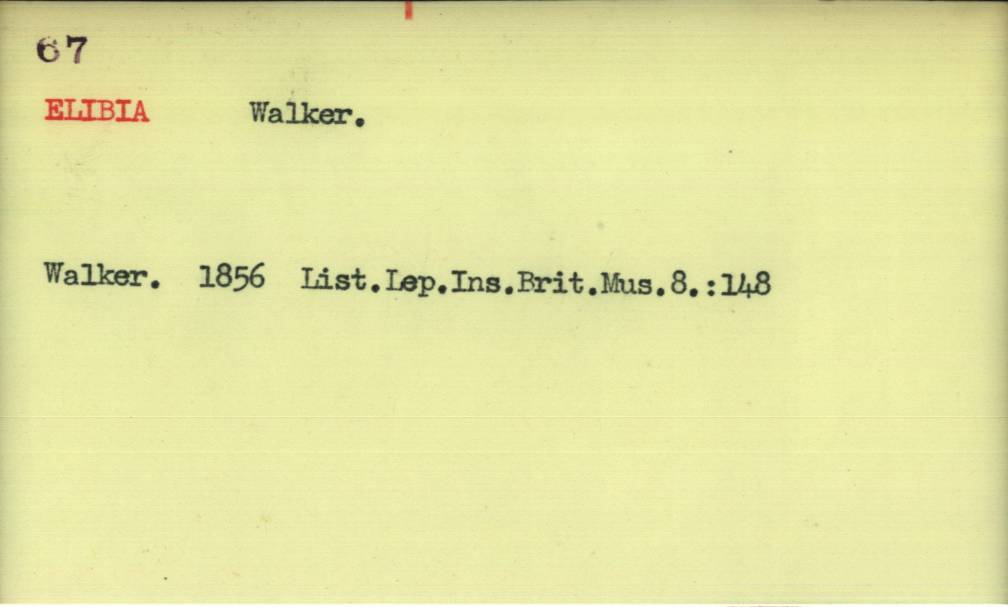 67
ELIBIA Walker.
Walker. 1856 List.Lep.Ins.Brit.Mus.8.:148